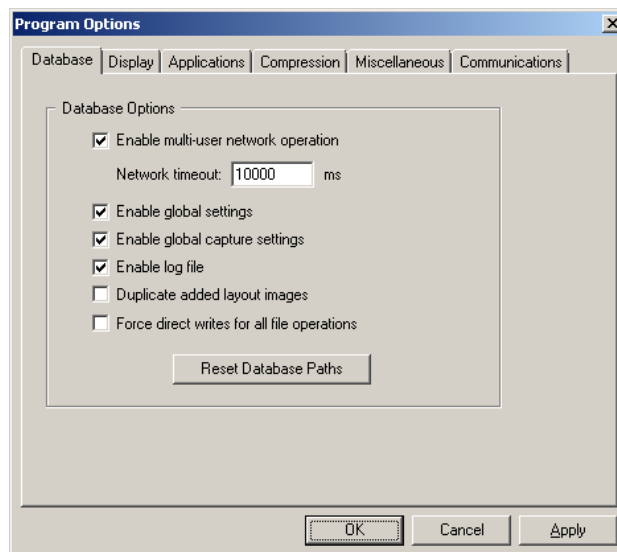 Program Options
Database Display Applications Compression Miscellaneous Communications
Database Options
Enable multi-user network operation
Network timeout: 10000 ms
Enable global settings
Enable global capture settings
Enable log file
Duplicate added layout images
Force direct writes for all file operations
Reset Database Paths
OK Cancel Apply